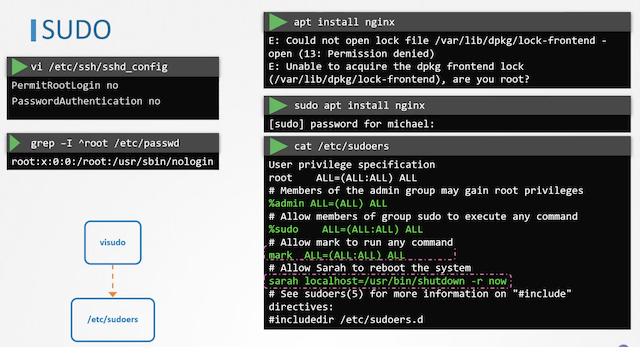 SUDO
vi /etc/ssh/sshd_config
PermitRootLogin no
PasswordAuthentication no
grep –I ^root /etc/passwd
root:x:0:0:/root:/usr/sbin/nologin
visudo
/etc/sudoers
apt install nginx
E: Could not open lock file /var/lib/dpkg/lock-frontend -
open (13: Permission denied)
E: Unable to acquire the dpkg frontend lock
(/var/lib/dpkg/lock-frontend), are you root?
sudo apt install nginx
[sudo] password for michael:
cat /etc/sudoers
User privilege specification
root    ALL=(ALL:ALL) ALL
# Members of the admin group may gain root privileges
%admin ALL=(ALL) ALL
# Allow members of group sudo to execute any command
%sudo   ALL=(ALL:ALL) ALL
# Allow mark to run any command
mark  ALL=(ALL:ALL) ALL
# Allow Sarah to reboot the system
sarah localhost=/usr/bin/shutdown -r now
# See sudoers(5) for more information on "#include"
directives:
#includedir /etc/sudoers.d